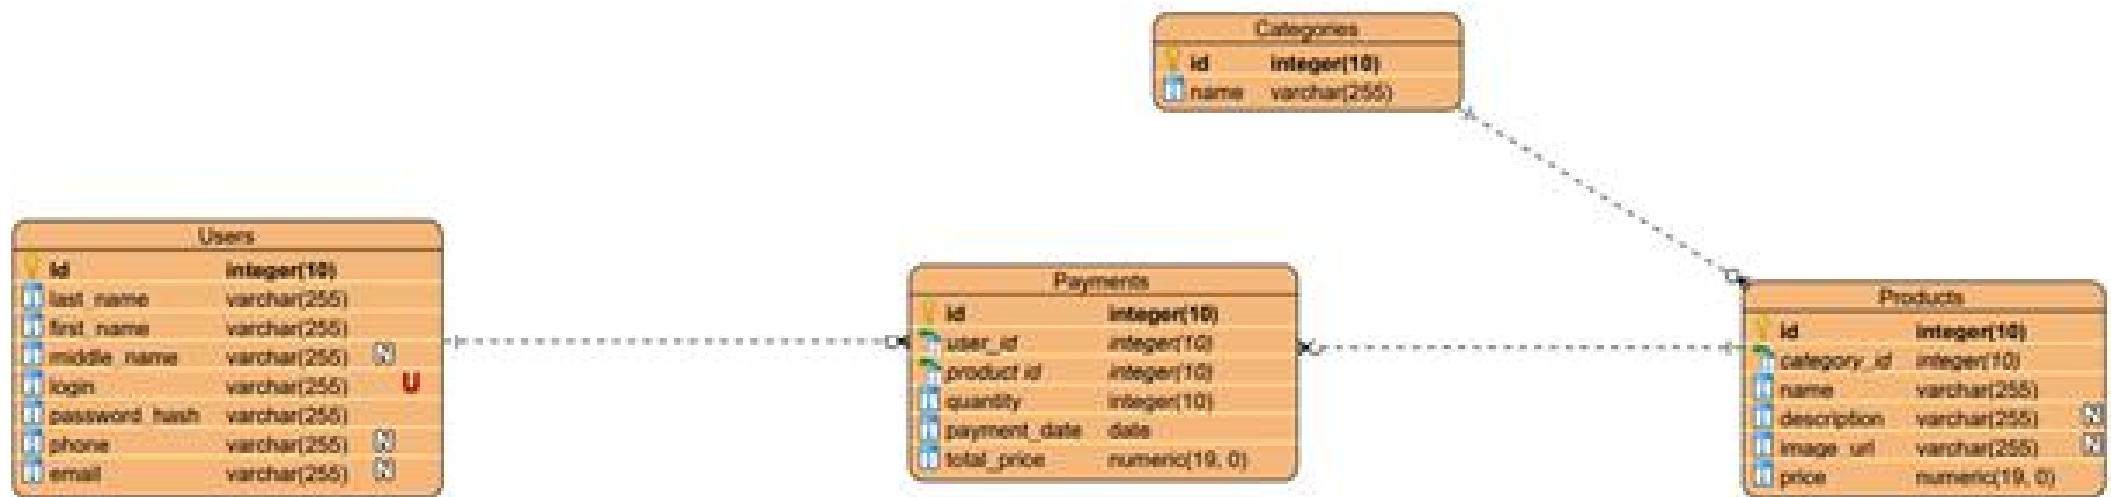 Categories
id integer(10)
name varchar(255)
Users
id integer(10)
last_name varchar(255)
first_name varchar(255)
middle_name varchar(255) N
login varchar(255) U
password_hash varchar(255)
phone varchar(255) N
email varchar(255) N
Payments
id integer(10)
user_id integer(10)
product id integer(10)
quantity integer(10)
payment_date date
total_price numeric(19, 0)
Products
id integer(10)
category_id integer(10)
name varchar(255)
description varchar(255) N
image_url varchar(255) N
price numeric(19, 0)